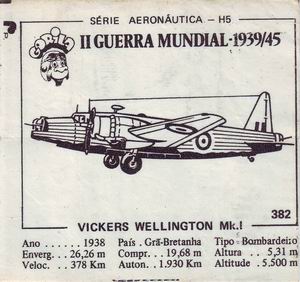 SÉRIE AERONÁUTICA - H5
II GUERRA MUNDIAL-1939/45
382
VICKERS WELLINGTON Mk.I
Ano . . . . . . 1938 País . Grã-Bretanha Tipo . Bombardeiro
Enverg. . . 26,26 m Compr. . . 19,68 m Altura . . 5,31 m
Veloc. . . 378 Km Auton. . 1.930 Km Altitude . 5.500 m